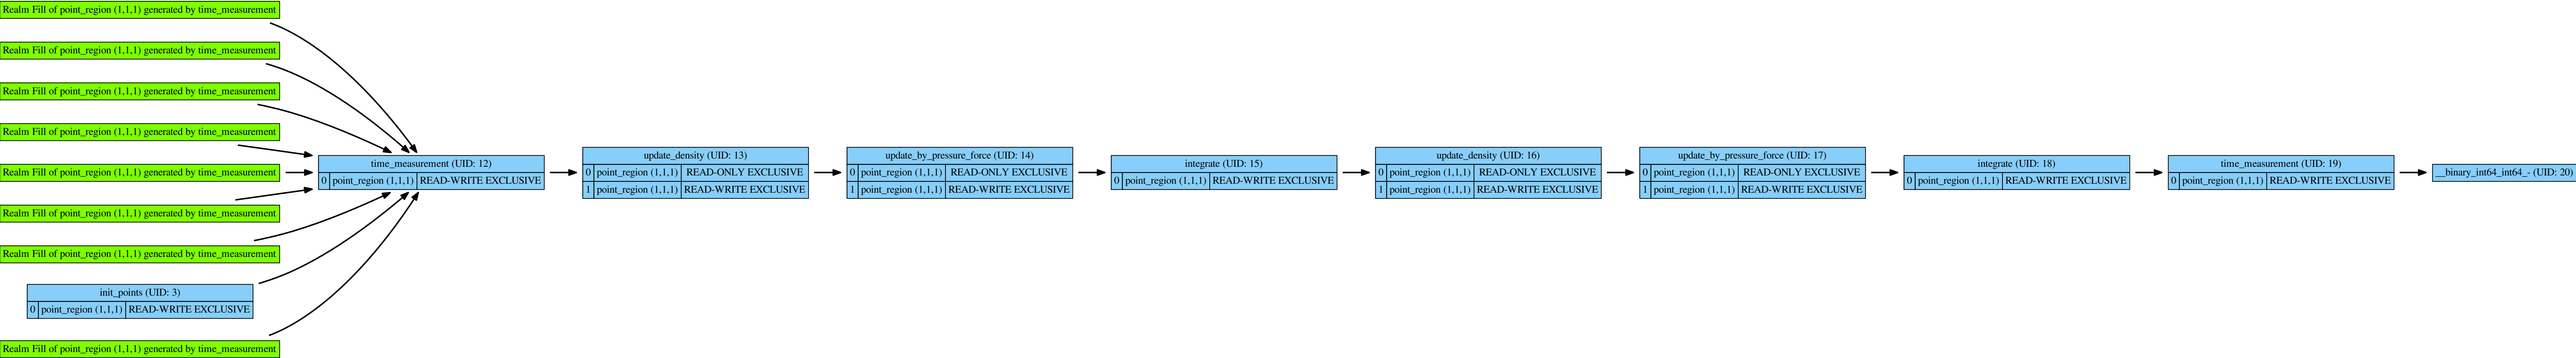 Realm Fill of point_region (1,1,1) generated by time_measurement
Realm Fill of point_region (1,1,1) generated by time_measurement
Realm Fill of point_region (1,1,1) generated by time_measurement
Realm Fill of point_region (1,1,1) generated by time_measurement
Realm Fill of point_region (1,1,1) generated by time_measurement
Realm Fill of point_region (1,1,1) generated by time_measurement
Realm Fill of point_region (1,1,1) generated by time_measurement
init_points (UID: 3)
0 point_region (1,1,1) READ-WRITE EXCLUSIVE
Realm Fill of point_region (1,1,1) generated by time_measurement
time_measurement (UID: 12)
0 point_region (1,1,1) READ-WRITE EXCLUSIVE
update_density (UID: 13)
0 point_region (1,1,1) READ-ONLY EXCLUSIVE
1 point_region (1,1,1) READ-WRITE EXCLUSIVE
update_by_pressure_force (UID: 14)
0 point_region (1,1,1) READ-ONLY EXCLUSIVE
1 point_region (1,1,1) READ-WRITE EXCLUSIVE
integrate (UID: 15)
0 point_region (1,1,1) READ-WRITE EXCLUSIVE
update_density (UID: 16)
0 point_region (1,1,1) READ-ONLY EXCLUSIVE
1 point_region (1,1,1) READ-WRITE EXCLUSIVE
update_by_pressure_force (UID: 17)
0 point_region (1,1,1) READ-ONLY EXCLUSIVE
1 point_region (1,1,1) READ-WRITE EXCLUSIVE
integrate (UID: 18)
0 point_region (1,1,1) READ-WRITE EXCLUSIVE
time_measurement (UID: 19)
0 point_region (1,1,1) READ-WRITE EXCLUSIVE
__binary_int64_int64_- (UID: 20)